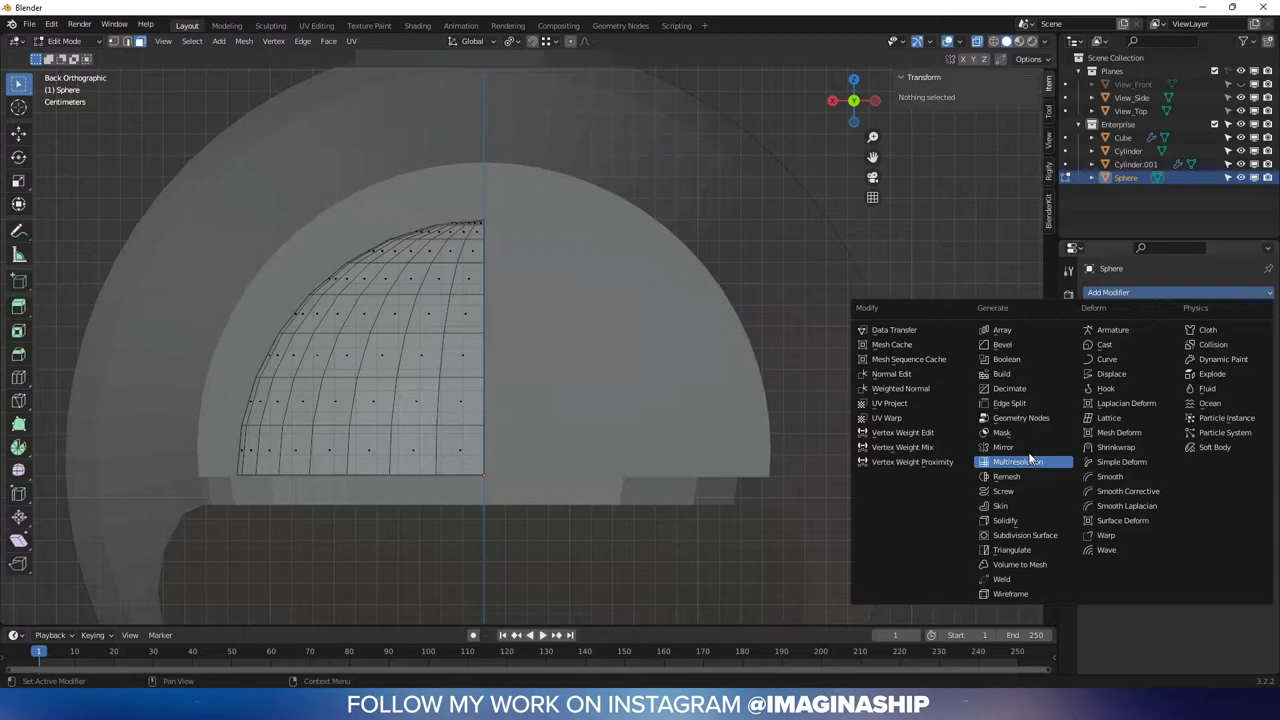 Blender
File Edit Render Window Help
Layout Modeling Sculpting UV Editing Texture Paint Shading Animation Rendering Compositing Geometry Nodes Scripting +
Scene
ViewLayer
Edit Mode
View Select Add Mesh Vertex Edge Face UV
Global
X Y Z
Options
Back Orthographic
(1) Sphere
Centimeters
Transform
Nothing selected
Item
Tool
View
Rigify
BlenderKit
Z
X
Y
Scene Collection
Planes
View_Front
View_Side
View_Top
Enterprise
Cube
Cylinder
Cylinder.001
Sphere
Sphere
Add Modifier
Modify
Data Transfer
Mesh Cache
Mesh Sequence Cache
Normal Edit
Weighted Normal
UV Project
UV Warp
Vertex Weight Edit
Vertex Weight Mix
Vertex Weight Proximity
Generate
Array
Bevel
Boolean
Build
Decimate
Edge Split
Geometry Nodes
Mask
Mirror
Multiresolution
Remesh
Screw
Skin
Solidify
Subdivision Surface
Triangulate
Volume to Mesh
Weld
Wireframe
Deform
Armature
Cast
Curve
Displace
Hook
Laplacian Deform
Lattice
Mesh Deform
Shrinkwrap
Simple Deform
Smooth
Smooth Corrective
Smooth Laplacian
Surface Deform
Warp
Wave
Physics
Cloth
Collision
Dynamic Paint
Explode
Fluid
Ocean
Particle Instance
Particle System
Soft Body
Playback Keying View Marker
1 Start 1 End 250
1 10 20 30 40 50 60 70 80 90 100 110 120 130 140 150 160 170 180 190 200 210 220 230 240 250
Set Active Modifier Pan View Context Menu 3.2.2
FOLLOW MY WORK ON INSTAGRAM @IMAGINASHIP